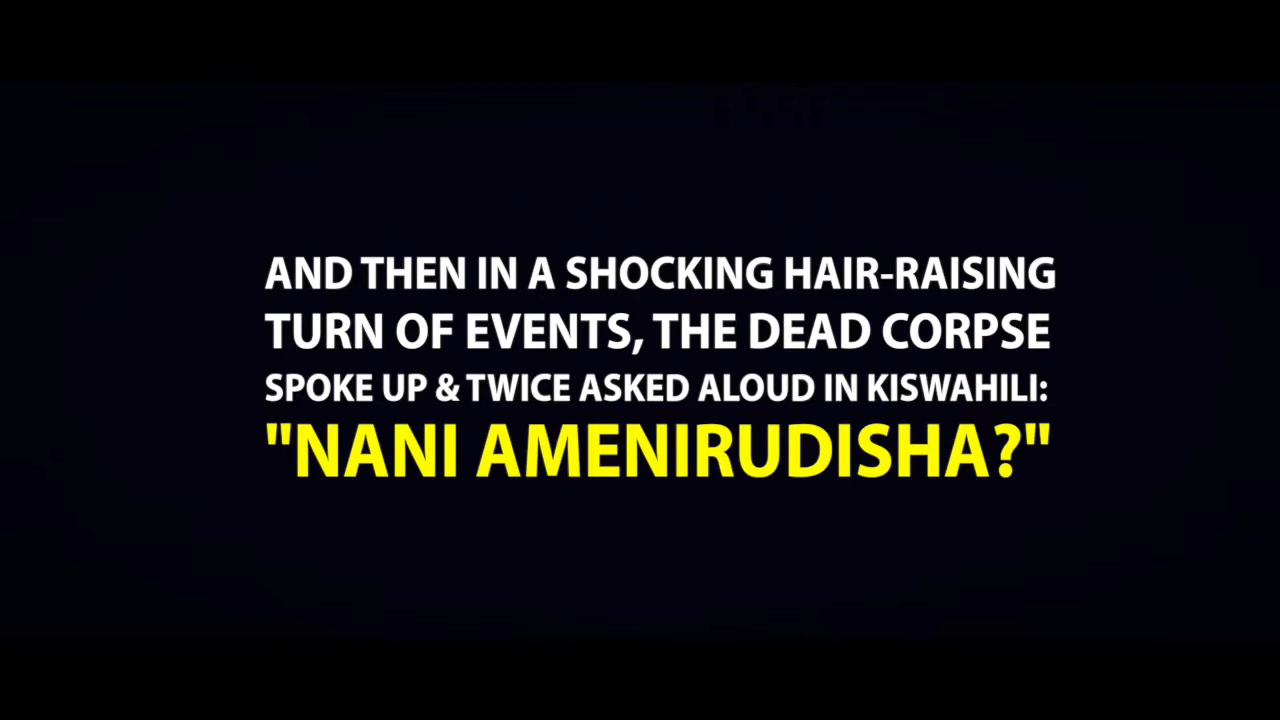 AND THEN IN A SHOCKING HAIR-RAISING
TURN OF EVENTS, THE DEAD CORPSE
SPOKE UP & TWICE ASKED ALOUD IN KISWAHILI:
"NANI AMENIRUDISHA?"